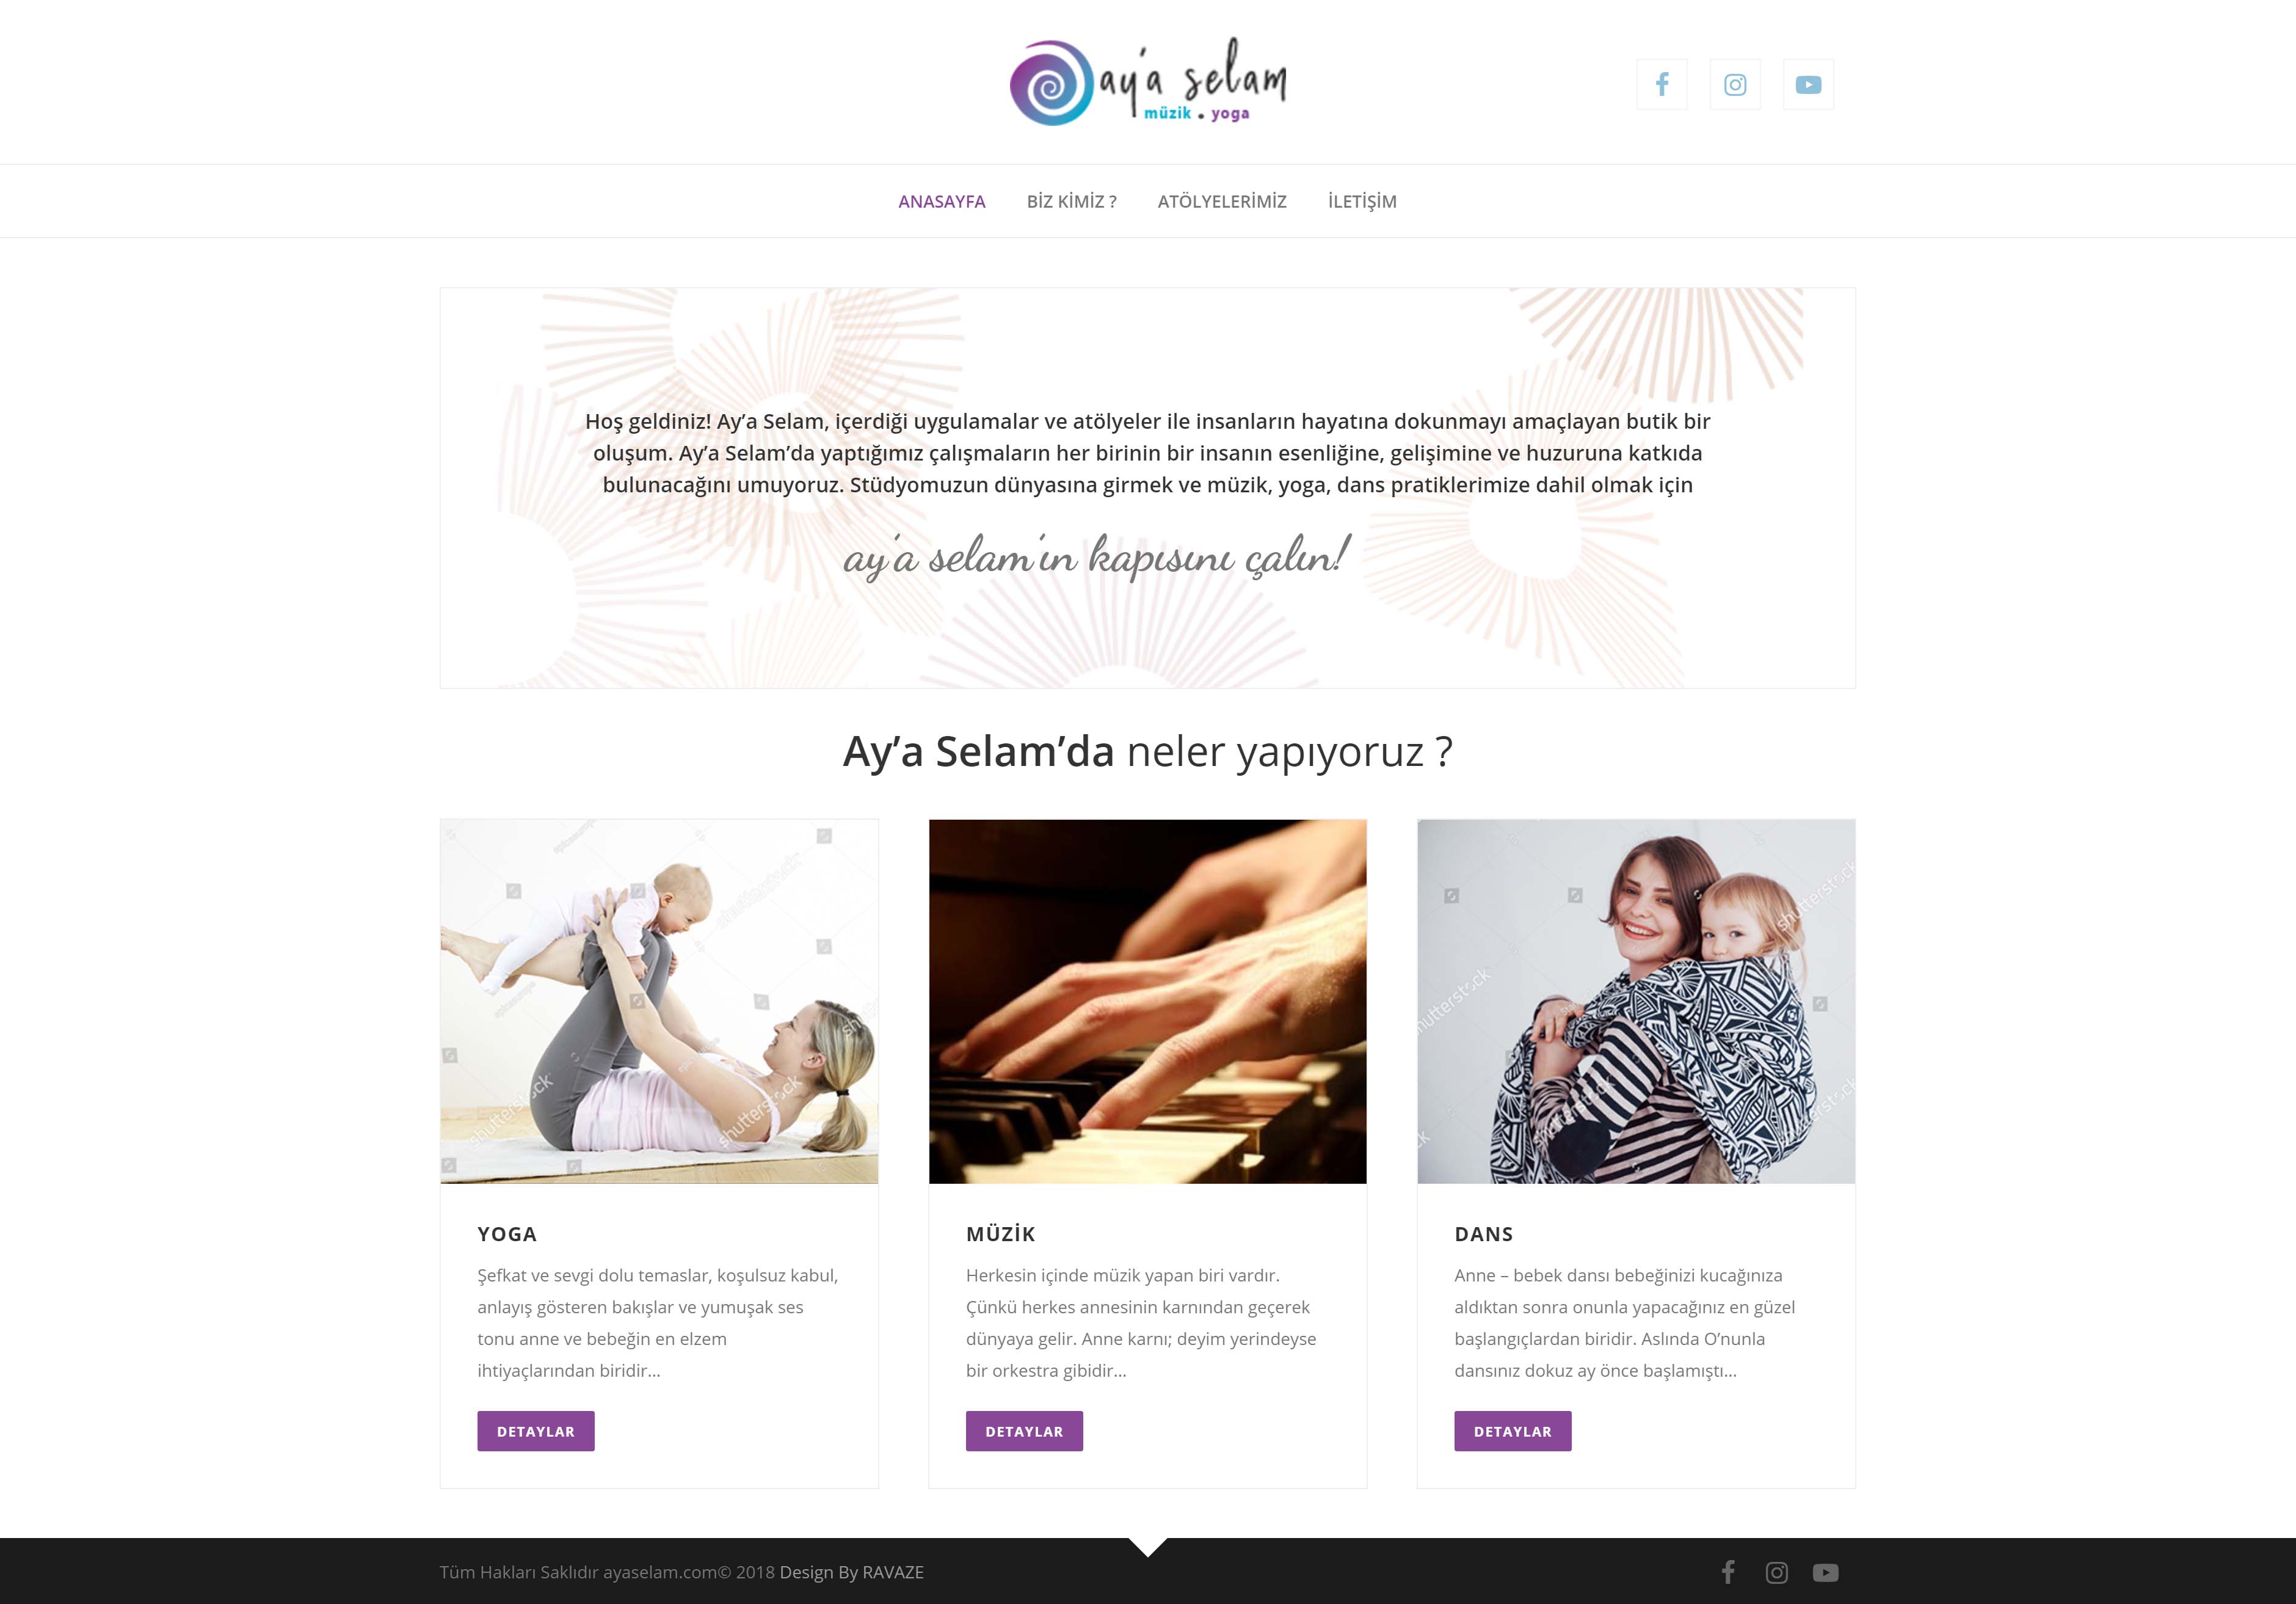 ay'a selam
müzik . yoga
ANASAYFA BİZ KİMİZ ? ATÖLYELERİMİZ İLETİŞİM
Hoş geldiniz! Ay’a Selam, içerdiği uygulamalar ve atölyeler ile insanların hayatına dokunmayı amaçlayan butik bir
oluşum. Ay’a Selam’da yaptığımız çalışmaların her birinin bir insanın esenliğine, gelişimine ve huzuruna katkıda
bulunacağını umuyoruz. Stüdyomuzun dünyasına girmek ve müzik, yoga, dans pratiklerimize dahil olmak için
ay’a selam’ın kapısını çalın!
Ay’a Selam’da neler yapıyoruz ?
shutterstock
shutterstock
shutterstock
YOGA
Şefkat ve sevgi dolu temaslar, koşulsuz kabul,
anlayış gösteren bakışlar ve yumuşak ses
tonu anne ve bebeğin en elzem
ihtiyaçlarından biridir...
DETAYLAR
MÜZİK
Herkesin içinde müzik yapan biri vardır.
Çünkü herkes annesinin karnından geçerek
dünyaya gelir. Anne karnı; deyim yerindeyse
bir orkestra gibidir...
DETAYLAR
DANS
Anne – bebek dansı bebeğinizi kucağınıza
aldıktan sonra onunla yapacağınız en güzel
başlangıçlardan biridir. Aslında O’nunla
dansınız dokuz ay önce başlamıştı...
DETAYLAR
Tüm Hakları Saklıdır ayaselam.com© 2018 Design By RAVAZE